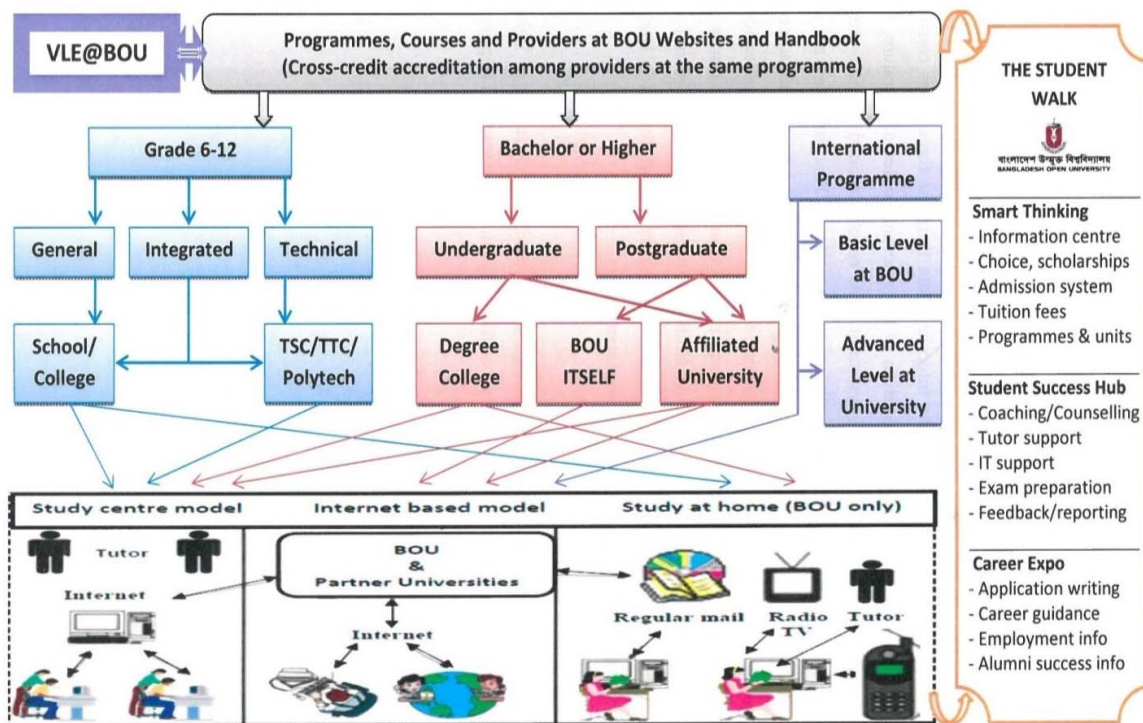 VLE@BOU
Programmes, Courses and Providers at BOU Websites and Handbook
(Cross-credit accreditation among providers at the same programme)
Grade 6-12
Bachelor or Higher
International
Programme
General
Integrated
Technical
Undergraduate
Postgraduate
Basic Level
at BOU
School/
College
TSC/TTC/
Polytech
Degree
College
BOU
ITSELF
Affiliated
University
Advanced
Level at
University
Study centre model
Internet based model
Study at home (BOU only)
Tutor
Internet
BOU
&
Partner Universities
Internet
Regular mail
Radio
TV
Tutor
THE STUDENT
WALK
বাংলাদেশ উন্মুক্ত বিশ্ববিদ্যালয়
BANGLADESH OPEN UNIVERSITY
Smart Thinking
- Information centre
- Choice, scholarships
- Admission system
- Tuition fees
- Programmes & units
Student Success Hub
- Coaching/Counselling
- Tutor support
- IT support
- Exam preparation
- Feedback/reporting
Career Expo
- Application writing
- Career guidance
- Employment info
- Alumni success info